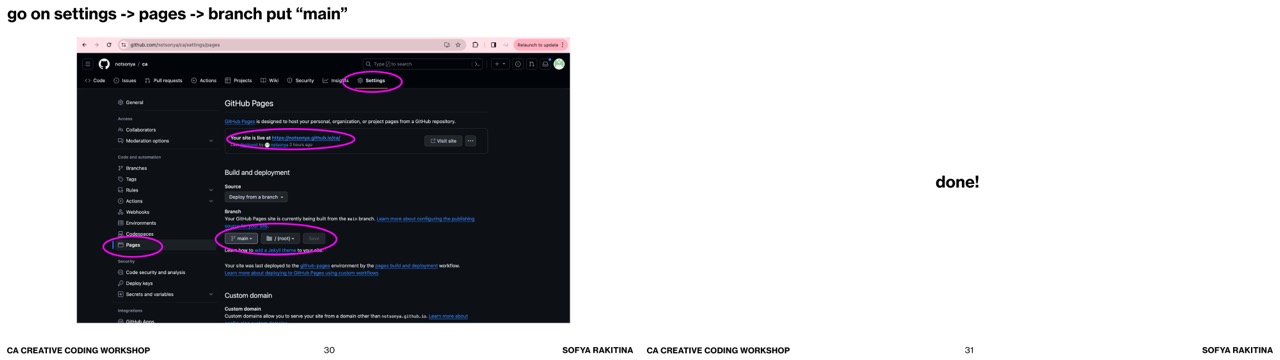 go on settings -> pages -> branch put “main”
github.com/notsonya/ca/settings/pages
Relaunch to update
notsonya / ca
Type / to search
Code
Issues
Pull requests
Actions
Projects
Wiki
Security
Insights
Settings
General
Access
Collaborators
Moderation options
Code and automation
Branches
Tags
Rules
Actions
Webhooks
Environments
Codespaces
Pages
Security
Code security and analysis
Deploy keys
Secrets and variables
Integrations
GitHub Apps
GitHub Pages
GitHub Pages is designed to host your personal, organization, or project pages from a GitHub repository.
Your site is live at https://notsonya.github.io/ca/
Last deployed by notsonya 2 hours ago
Visit site
Build and deployment
Source
Deploy from a branch
Branch
Your GitHub Pages site is currently being built from the main branch. Learn more about configuring the publishing
source for your site.
main
/ (root)
Save
Learn how to add a Jekyll theme to your site.
Your site was last deployed to the github-pages environment by the pages build and deployment workflow.
Learn more about deploying to GitHub Pages using custom workflows
Custom domain
Custom domain
Custom domains allow you to serve your site from a domain other than notsonya.github.io. Learn more about
CA CREATIVE CODING WORKSHOP
30
SOFYA RAKITINA
done!
CA CREATIVE CODING WORKSHOP
31
SOFYA RAKITINA